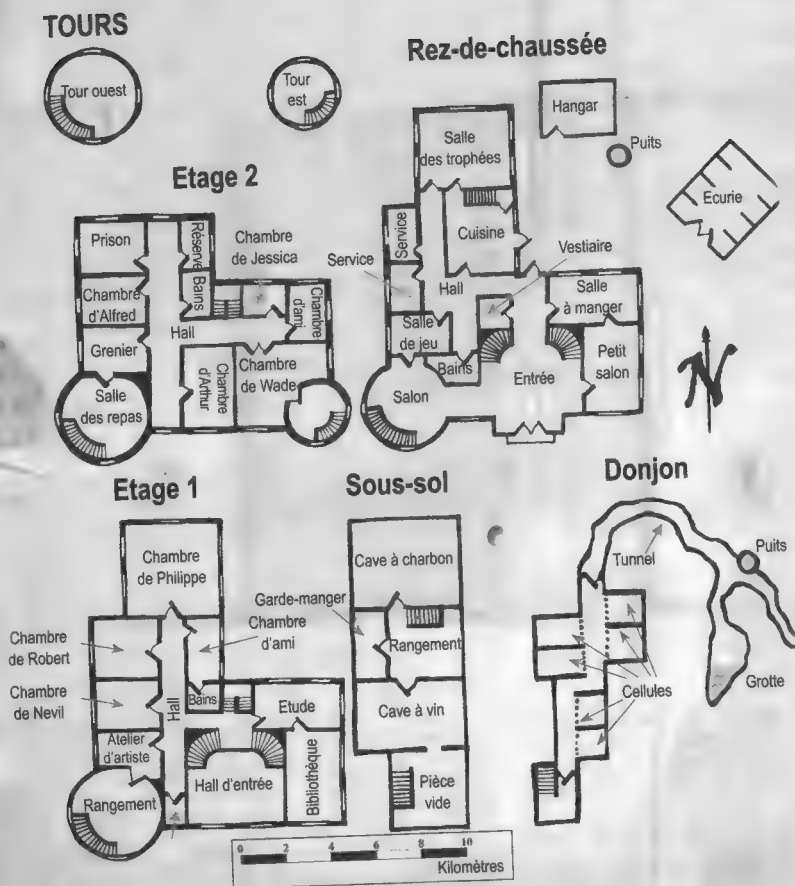 TOURS
Tour ouest
Tour
est
Rez-de-chaussée
Hangar
Puits
Salle
des trophées
Ecurie
Service
Cuisine
Vestiaire
Service
Hall
Salle
à manger
Salle
de jeu
Bains
Entrée
Petit
salon
Salon
N
Etage 2
Prison
Réserve
Chambre
de Jessica
Bains
Chambre
d'Alfred
Chambre
d'ami
Hall
Grenier
Chambre
d'Arthur
Chambre
de Wade
Salle
des repas
Etage 1
Chambre
de Philippe
Chambre
de Robert
Chambre
d'ami
Chambre
de Nevil
Hall
Bains
Etude
Atelier
d'artiste
Rangement
Hall d'entrée
Bibliothèque
Sous-sol
Cave à charbon
Garde-manger
Rangement
Cave à vin
Pièce
vide
Donjon
Tunnel
Puits
Cellules
Grotte
0 2 4 6 8 10
Kilomètres